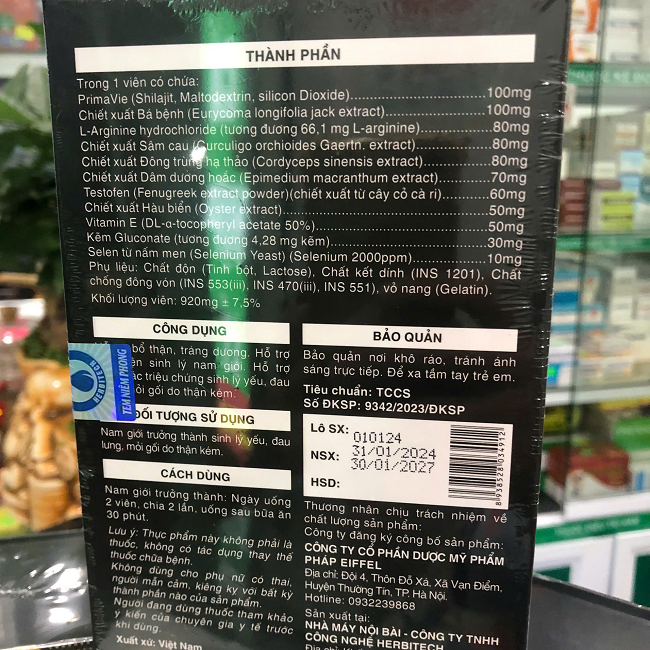 THÀNH PHẦN
Trong 1 viên có chứa:
PrimaVie (Shilajit, Maltodextrin, silicon Dioxide)....100mg
Chiết xuất Bá bệnh (Eurycoma longifolia jack extract)....100mg
L-Arginine hydrochloride (tương đương 66,1 mg L-arginine)....80mg
Chiết xuất Sâm cau (Curculigo orchioides Gaertn. extract)....80mg
Chiết xuất Đông trùng hạ thảo (Cordyceps sinensis extract)....80mg
Chiết xuất Dâm dương hoắc (Epimedium macranthum extract)....70mg
Testofen (Fenugreek extract powder)(chiết xuất từ cây cỏ cà ri)....60mg
Chiết xuất Hàu biển (Oyster extract)....50mg
Vitamin E (DL-α-tocopheryl acetate 50%)....50mg
Kẽm Gluconate (tương đương 4,28 mg kẽm)....30mg
Selen từ nấm men (Selenium Yeast) (Selenium 2000ppm)....10mg
Phụ liệu: Chất độn (Tinh bột, Lactose), Chất kết dính (INS 1201), Chất
chống đông vón (INS 553(iii), INS 470(iii), INS 551), vỏ nang (Gelatin).
Khối lượng viên: 920mg ± 7,5%
CÔNG DỤNG
bổ thận, tráng dương. Hỗ trợ
sinh lý nam giới. Hỗ trợ
triệu chứng sinh lý yếu, đau
mỏi gối do thận kém.
ĐỐI TƯỢNG SỬ DỤNG
Nam giới trưởng thành sinh lý yếu, đau
lưng, mỏi gối do thận kém.
CÁCH DÙNG
Nam giới trưởng thành: Ngày uống
2 viên, chia 2 lần, uống sau bữa ăn
30 phút.
Lưu ý: Thực phẩm này không phải là
thuốc, không có tác dụng thay thế
thuốc chữa bệnh.
Không dùng cho phụ nữ có thai,
người mẫn cảm, kiêng kỵ với bất kỳ
thành phần nào của sản phẩm.
Người đang dùng thuốc tham khảo
ý kiến của chuyên gia y tế trước
khi dùng.
Xuất xứ: Việt Nam
HERBITECH
TEM NIÊM PHONG
BẢO QUẢN
Bảo quản nơi khô ráo, tránh ánh
sáng trực tiếp. Để xa tầm tay trẻ em.
Tiêu chuẩn: TCCS
Số ĐKSP: 9342/2023/ĐKSP
Lô SX: 010124
NSX: 31/01/2024
30/01/2027
HSD:
8938528034912
Thương nhân chịu trách nhiệm về
chất lượng sản phẩm:
Công ty đăng ký công bố sản phẩm:
CÔNG TY CỔ PHẦN DƯỢC MỸ PHẨM
PHÁP EIFFEL
Địa chỉ: Đội 4, Thôn Đỗ Xá, Xã Vạn Điểm,
Huyện Thường Tín, TP. Hà Nội.
Hotline: 0932239868
Sản xuất tại:
NHÀ MÁY NỘI BÀI - CÔNG TY TNHH
CÔNG NGHỆ HERBITECH